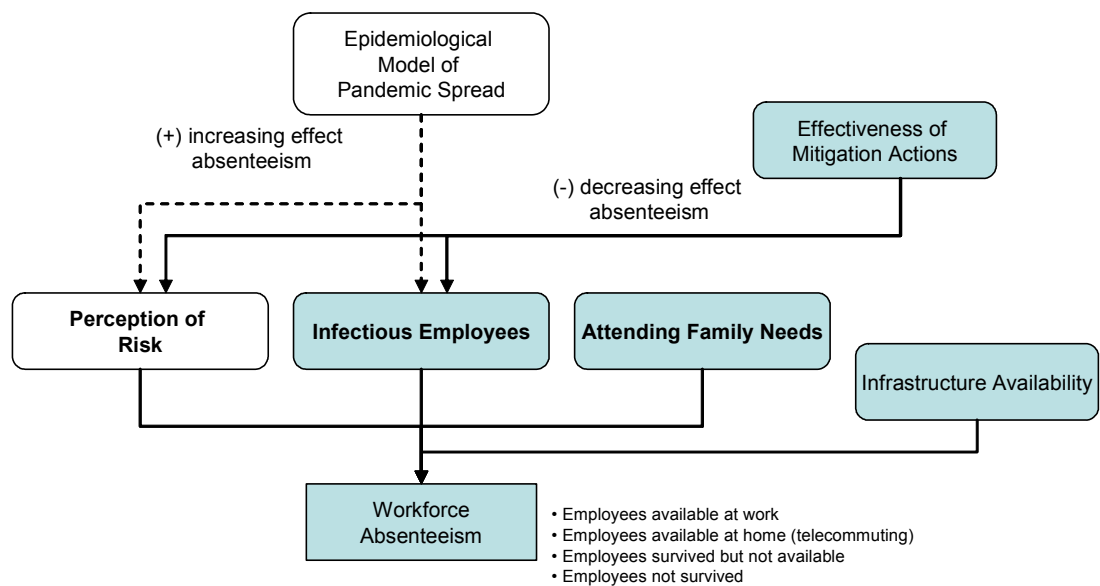 Epidemiological
Model of
Pandemic Spread
(+) increasing effect
absenteeism
Effectiveness of
Mitigation Actions
(-) decreasing effect
absenteeism
Perception of
Risk
Infectious Employees
Attending Family Needs
Infrastructure Availability
Workforce
Absenteeism
• Employees available at work
• Employees available at home (telecommuting)
• Employees survived but not available
• Employees not survived